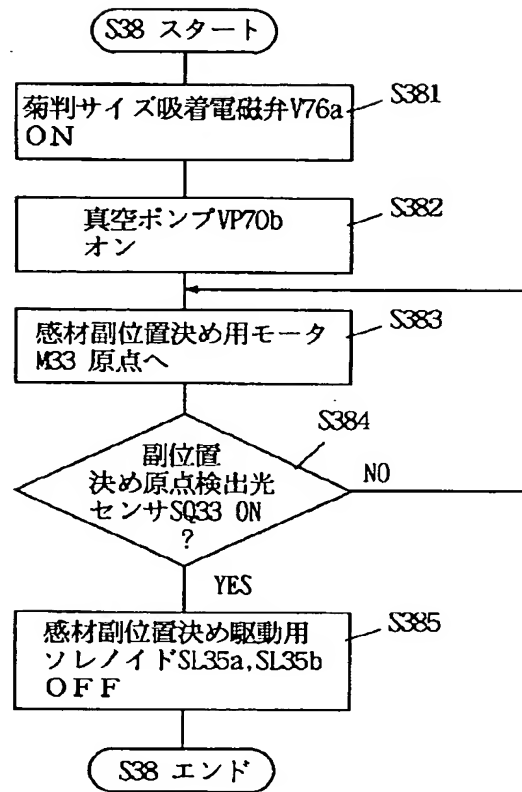 S38 スタート
菊判サイズ吸着電磁弁V76a
ON
S381
真空ポンプVP70b
オン
S382
感材副位置決め用モータ
M33 原点へ
S383
副位置
決め原点検出光
センサSQ33 ON
?
S384
NO
YES
感材副位置決め駆動用
ソレノイドSL35a,SL35b
OFF
S385
S38 エンド